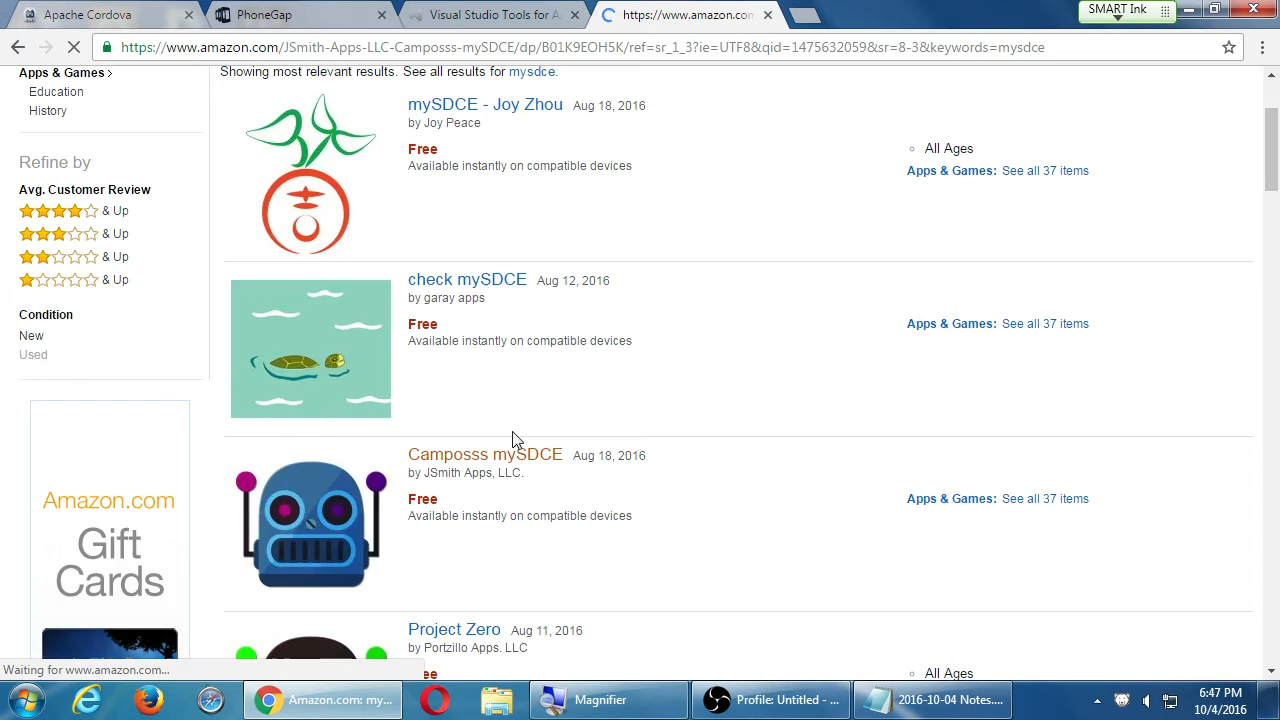 Apache Cordova
PhoneGap
Visual Studio Tools for A
https://www.amazon.com
SMART Ink
https://www.amazon.com/JSmith-Apps-LLC-Camposss-mySDCE/dp/B01K9EOH5K/ref=sr_1_3?ie=UTF8&qid=1475632059&sr=8-3&keywords=mysdce
Apps & Games
Education
History
Refine by
Avg. Customer Review
& Up
& Up
& Up
& Up
Condition
New
Used
Amazon.com
Gift
Cards
Showing most relevant results. See all results for mysdce.
mySDCE - Joy Zhou Aug 18, 2016
by Joy Peace
Free
Available instantly on compatible devices
All Ages
Apps & Games: See all 37 items
吉
check mySDCE Aug 12, 2016
by garay apps
Free
Available instantly on compatible devices
Apps & Games: See all 37 items
Camposss mySDCE Aug 18, 2016
by JSmith Apps, LLC.
Free
Available instantly on compatible devices
Apps & Games: See all 37 items
Project Zero Aug 11, 2016
by Portzillo Apps. LLC
ee
All Ages
Waiting for www.amazon.com...
Amazon.com: my...
Magnifier
Profile: Untitled - ...
2016-10-04 Notes....
6:47 PM
10/4/2016